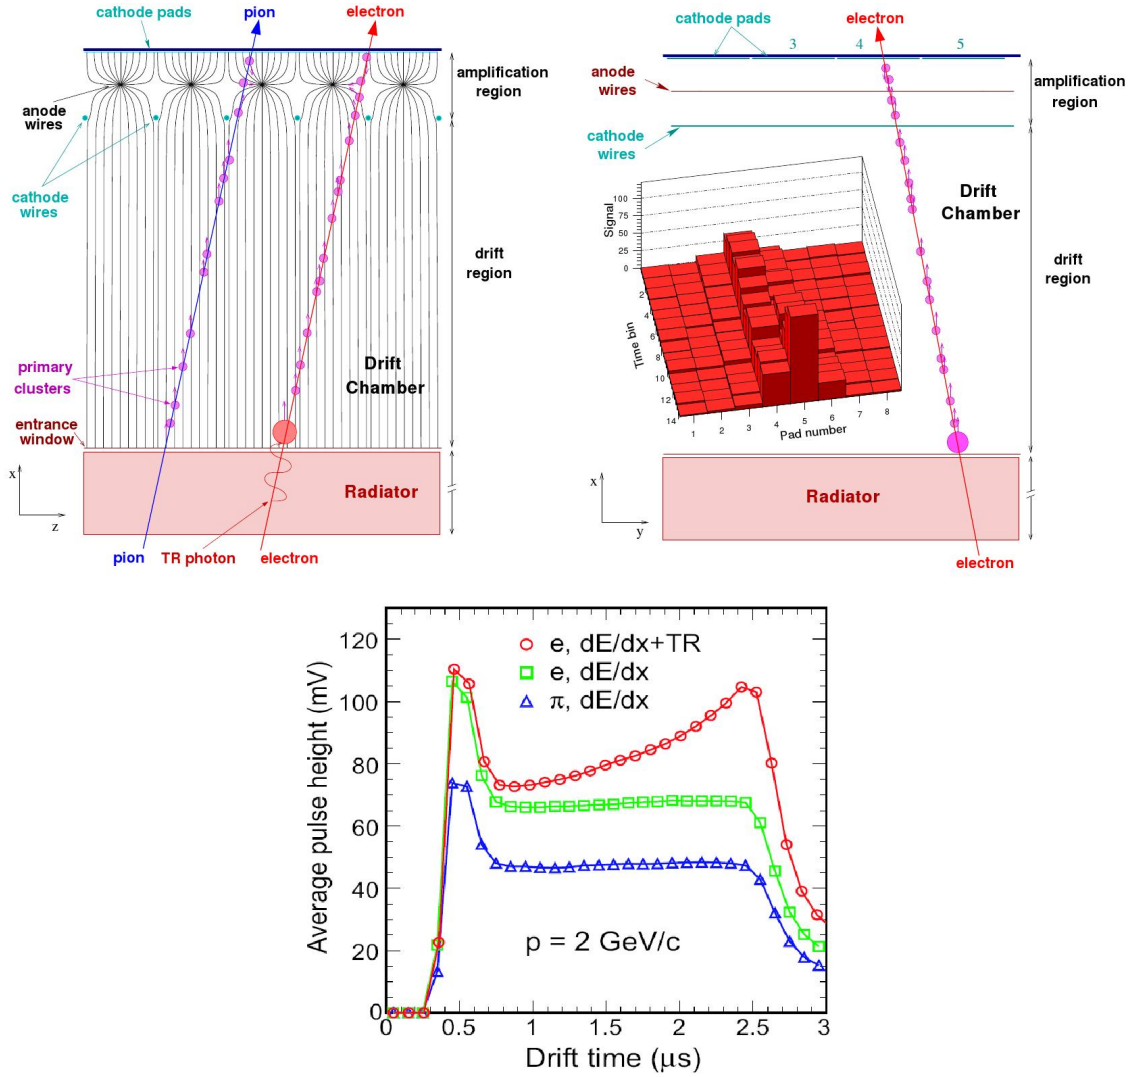 cathode pads
pion
electron
amplification
region
anode
wires
cathode
wires
drift
region
primary
clusters
Drift
Chamber
entrance
window
x
z
Radiator
pion
TR photon
electron
cathode pads
electron
3
4
5
anode
wires
amplification
region
cathode
wires
Drift
Chamber
drift
region
Signal
100
75
50
25
0
Time bin
2
4
6
8
10
12
14
1
2
3
4
5
6
7
8
Pad number
x
y
Radiator
electron
e, dE/dx+TR
e, dE/dx
π, dE/dx
p = 2 GeV/c
Average pulse height (mV)
120
100
80
60
40
20
0
0
0.5
1
1.5
2
2.5
3
Drift time (μs)